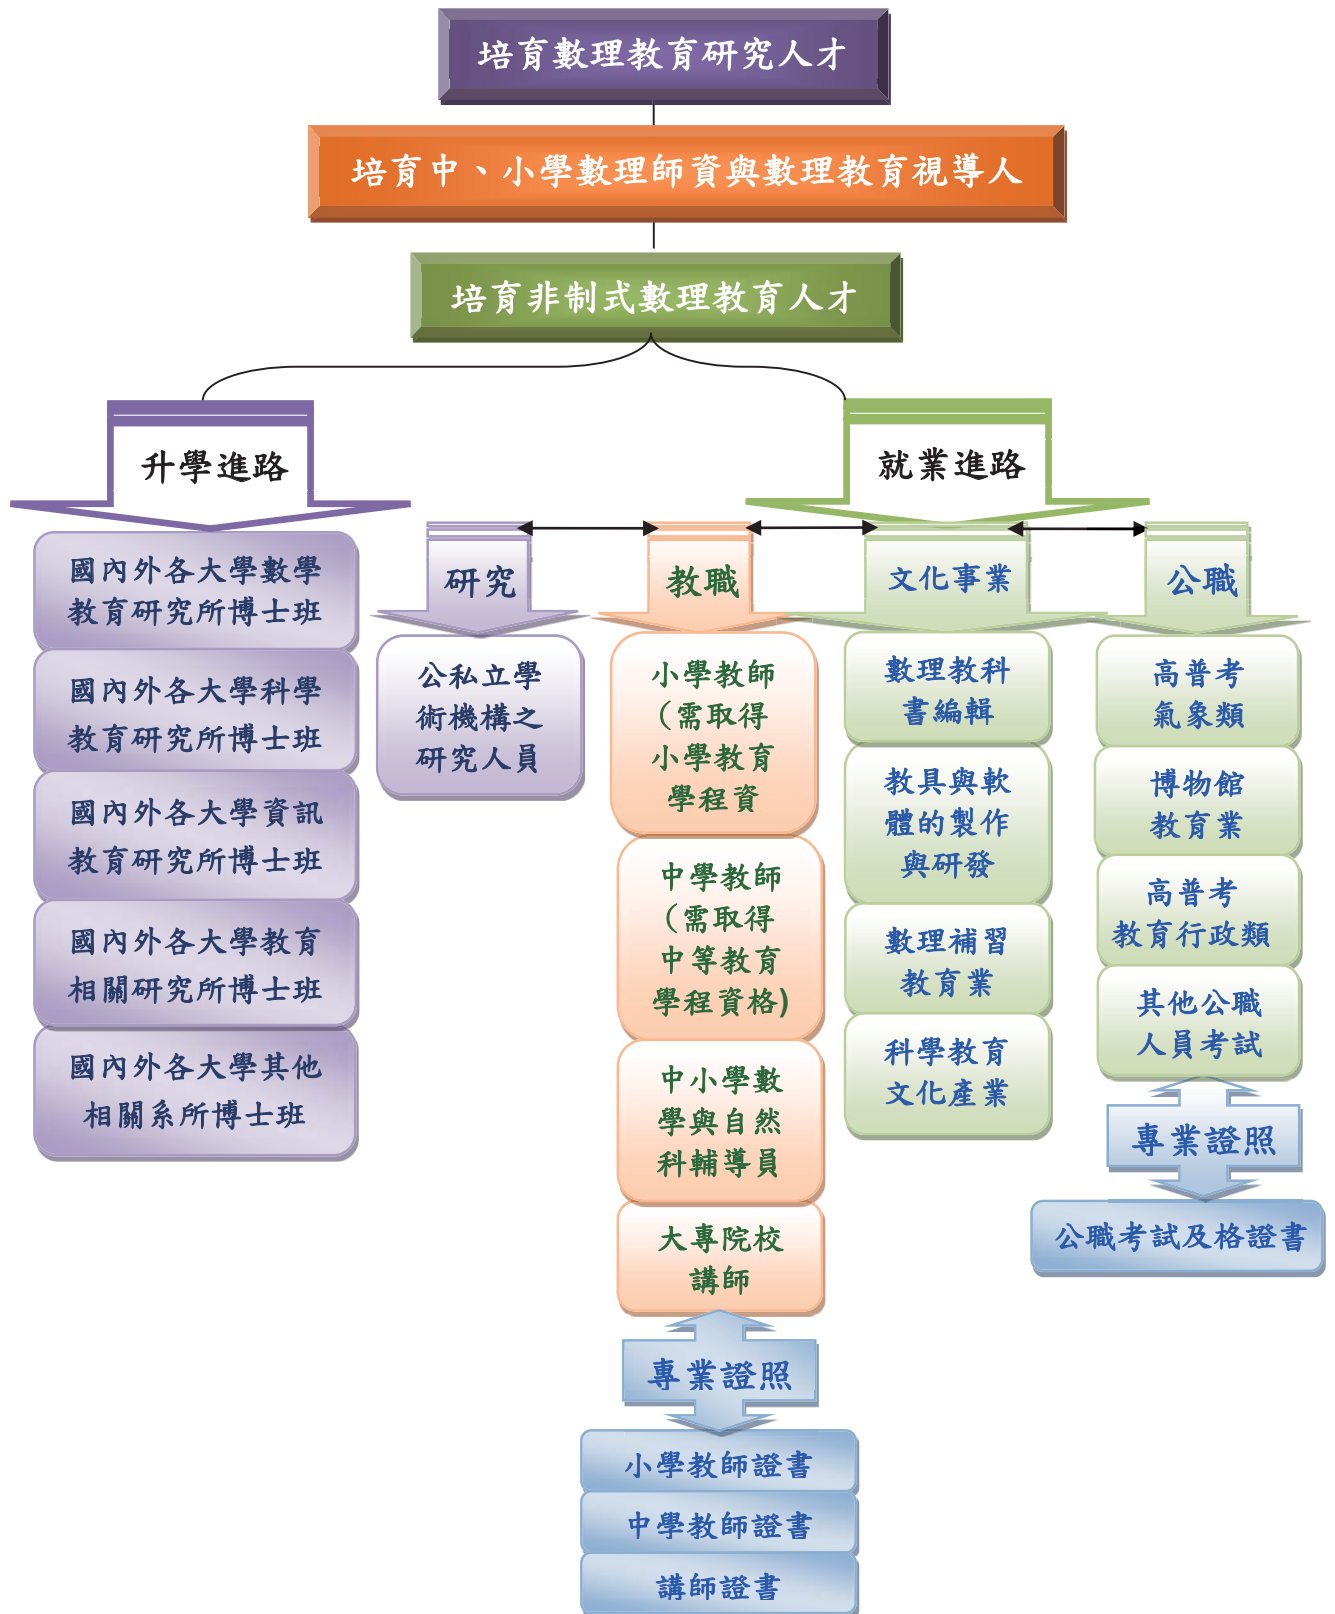 培育數理教育研究人才
培育中、小學數理師資與數理教育視導人
培育非制式數理教育人才
升學進路
國內外各大學數學
教育研究所博士班
國內外各大學科學
教育研究所博士班
國內外各大學資訊
教育研究所博士班
國內外各大學教育
相關研究所博士班
國內外各大學其他
相關系所博士班
就業進路
研究
公私立學
術機構之
研究人員
教職
小學教師
（需取得
小學教育
學程資
中學教師
（需取得
中等教育
學程資格)
中小學數
學與自然
科輔導員
大專院校
講師
專業證照
小學教師證書
中學教師證書
講師證書
文化事業
數理教科
書編輯
教具與軟
體的製作
與研發
數理補習
教育業
科學教育
文化產業
公職
高普考
氣象類
博物館
教育業
高普考
教育行政類
其他公職
人員考試
專業證照
公職考試及格證書